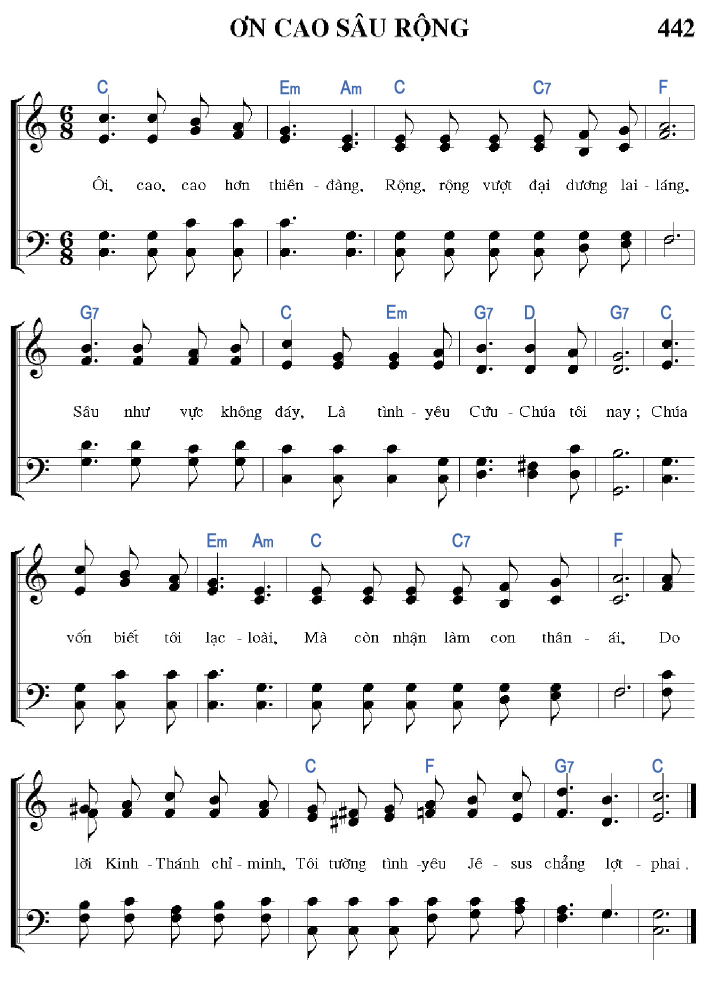 ƠN CAO SÂU RỘNG 442
C Em Am C C7 F
6 8
Ôi, cao, cao hơn thiên-đàng, Rộng, rộng vượt đại dương lai-láng,
6 8
G7 C Em G7 D G7 C
Sâu như vực không đáy, Là tình-yêu Cứu-Chúa tôi nay; Chúa
Em Am C C7 F
vốn biết tôi lạc-loài, Mà còn nhận làm con thân-ái, Do
C F G7 C
lời Kinh-Thánh chỉ-minh, Tôi tường tình-yêu Jê-sus chẳng lợt-phai.